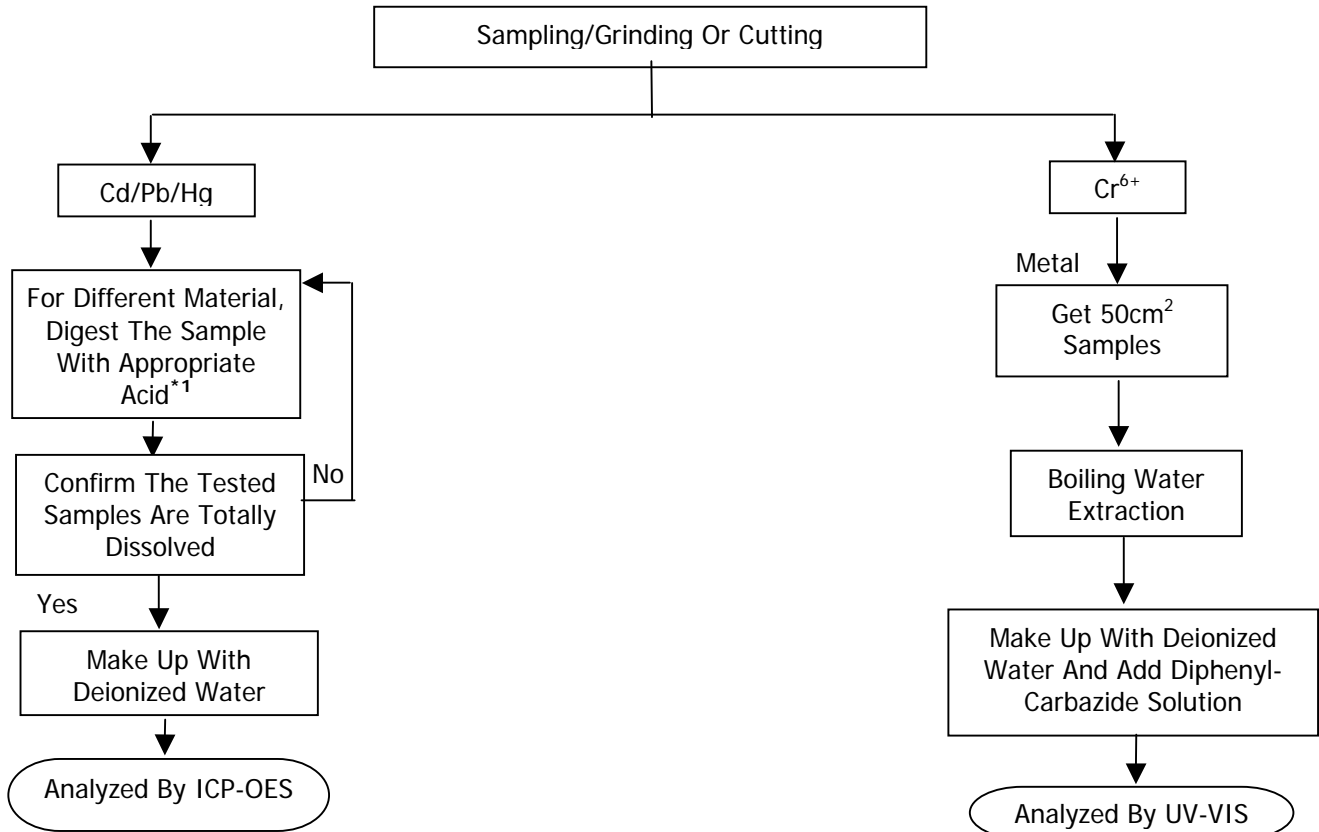 Sampling/Grinding Or Cutting
Cd/Pb/Hg
For Different Material,
Digest The Sample
With Appropriate
Acid*1
Confirm The Tested
Samples Are Totally
Dissolved
No
Yes
Make Up With
Deionized Water
Analyzed By ICP-OES
Cr6+
Metal
Get 50cm2
Samples
Boiling Water
Extraction
Make Up With Deionized
Water And Add Diphenyl-
Carbazide Solution
Analyzed By UV-VIS